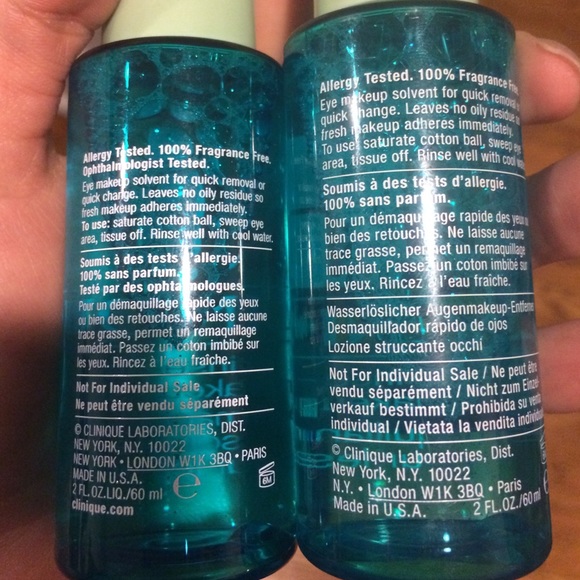 Allergy Tested. 100% Fragrance Free.
Ophthalmologist Tested.
Eye makeup solvent for quick removal or
quick change. Leaves no oily residue so
fresh makeup adheres immediately.
To use: saturate cotton ball, sweep eye
area, tissue off. Rinse well with cool water.
Soumis à des tests d'allergie.
100% sans parfum.
Testé par des ophtalmologues.
Pour un démaquillage rapide des yeux
ou bien des retouches. Ne laisse aucune
trace grasse, permet un remaquillage
immédiat. Passez un coton imbibé sur
les yeux. Rincez à l'eau fraîche.
Not For Individual Sale
Ne peut être vendu séparément
© CLINIQUE LABORATORIES, DIST.
NEW YORK, N.Y. 10022
NEW YORK • LONDON W1K 3BQ • PARIS
MADE IN U.S.A.
2 FL.OZ.LIQ./60 ml e
clinique.com
6M
Allergy Tested. 100% Fragrance Free.
Eye makeup solvent for quick removal or
quick change. Leaves no oily residue so
fresh makeup adheres immediately.
To use: saturate cotton ball, sweep eye
area, tissue off. Rinse well with cool
Soumis à des tests d'allergie.
100% sans parfum.
Pour un démaquillage rapide des yeux ou
bien des retouches. Ne laisse aucune
trace grasse, permet un remaquillage
immédiat. Passez un coton imbibé sur
les yeux. Rincez à l'eau fraîche.
Wasserlöslicher Augenmakeup-Entferner
Desmaquillador rápido de ojos
Lozione struccante occhi
Not For Individual Sale / Ne peut être
vendu séparément / Nicht zum Einzel-
verkauf bestimmt / Prohibida su venta
individual / Vietata la vendita individual
© Clinique Laboratories, Dist.
New York, N.Y. 10022
N.Y. • London W1K 3BQ • Paris
Made in U.S.A. 2 FL.OZ./60 ml